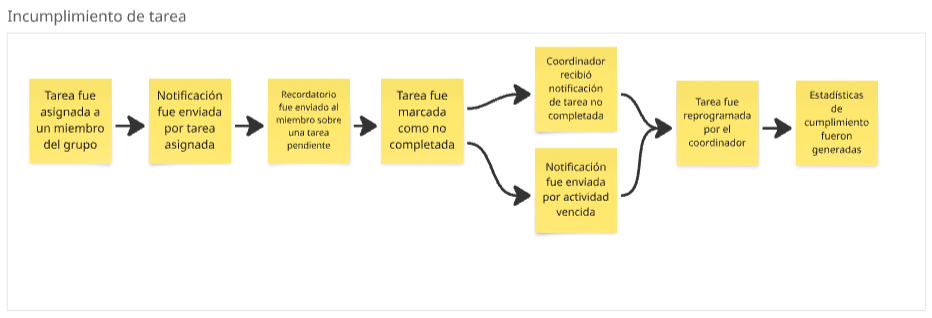 Incumplimiento de tarea
Tarea fue
asignada a
un miembro
del grupo
Notificación
fue enviada
por tarea
asignada
Recordatorio
fue enviado al
miembro sobre
una tarea
pendiente
Tarea fue
marcada
como no
completada
Coordinador
recibió
notificación
de tarea no
completada
Notificación
fue enviada
por actividad
vencida
Tarea fue
reprogramada
por el
coordinador
Estadísticas
de
cumplimiento
fueron
generadas